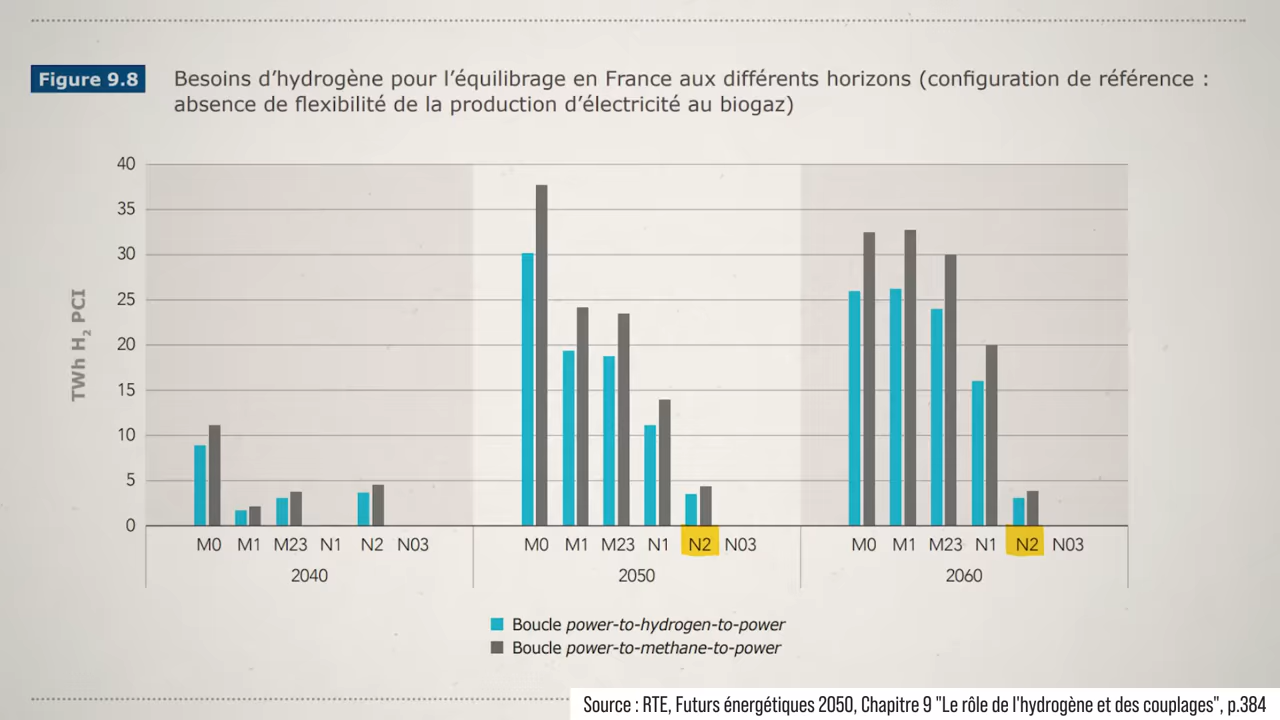 Figure 9.8
Besoins d'hydrogène pour l'équilibrage en France aux différents horizons (configuration de référence :
absence de flexibilité de la production d'électricité au biogaz)
TWh H₂ PCI
40
35
30
25
20
15
10
5
0
M0 M1 M23 N1 N2 N03 M0 M1 M23 N1 N2 N03 M0 M1 M23 N1 N2 N03
2040 2050 2060
Boucle power-to-hydrogen-to-power
Boucle power-to-methane-to-power
Source : RTE, Futurs énergétiques 2050, Chapitre 9 "Le rôle de l'hydrogène et des couplages", p.384